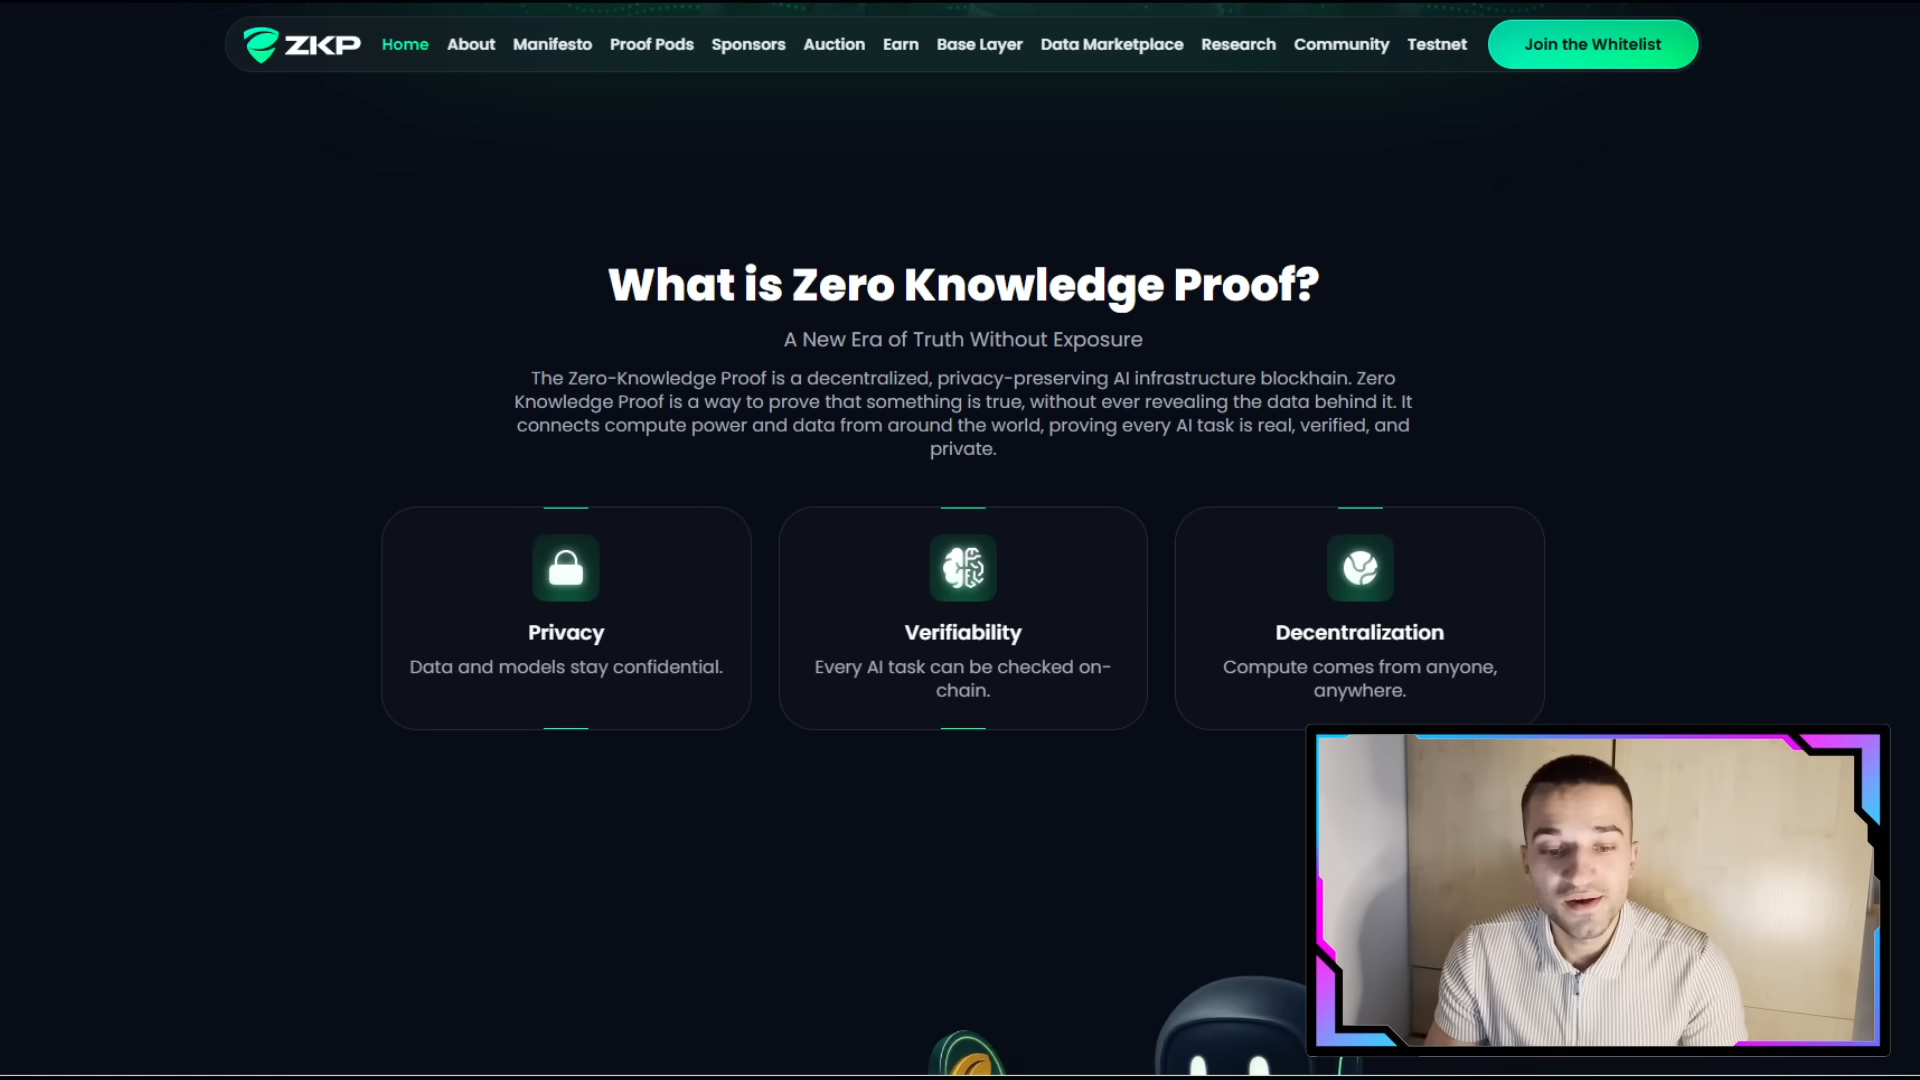 ZKP Home About Manifesto Proof Pods Sponsors Auction Earn Base Layer Data Marketplace Research Community Testnet Join the Whitelist
What is Zero Knowledge Proof?
A New Era of Truth Without Exposure
The Zero-Knowledge Proof is a decentralized, privacy-preserving AI infrastructure blockhain. Zero
Knowledge Proof is a way to prove that something is true, without ever revealing the data behind it. It
connects compute power and data from around the world, proving every AI task is real, verified, and
private.
Privacy
Data and models stay confidential.
Verifiability
Every AI task can be checked on-
chain.
Decentralization
Compute comes from anyone,
anywhere.